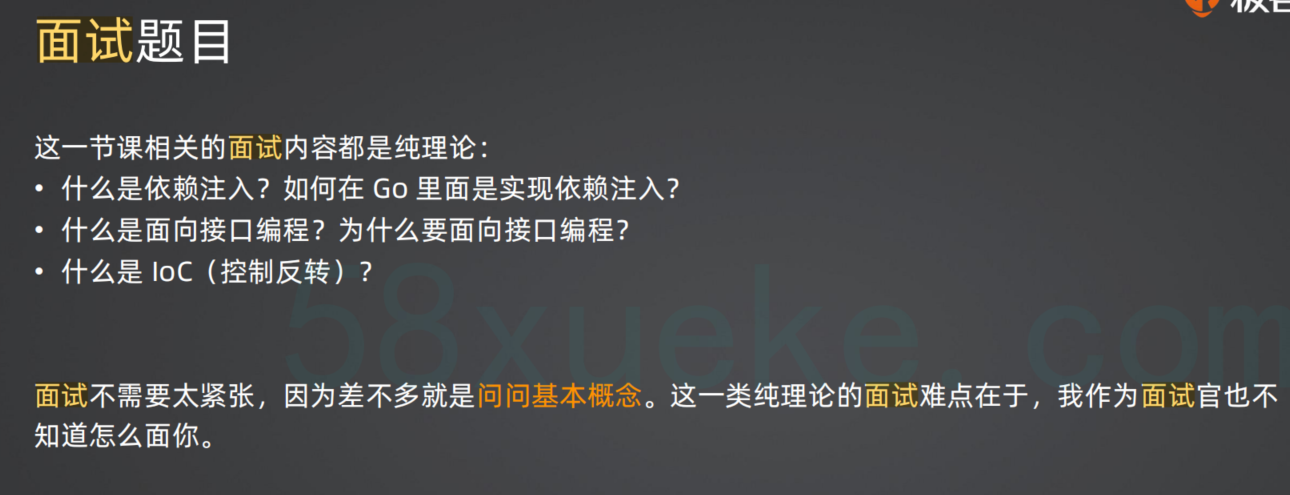 极客
面试题目
这一节课相关的面试内容都是纯理论：
• 什么是依赖注入？如何在 Go 里面是实现依赖注入？
• 什么是面向接口编程？为什么要面向接口编程？
• 什么是 IoC（控制反转）？
58xueke.com
面试不需要太紧张，因为差不多就是问问基本概念。这一类纯理论的面试难点在于，我作为面试官也不
知道怎么面你。